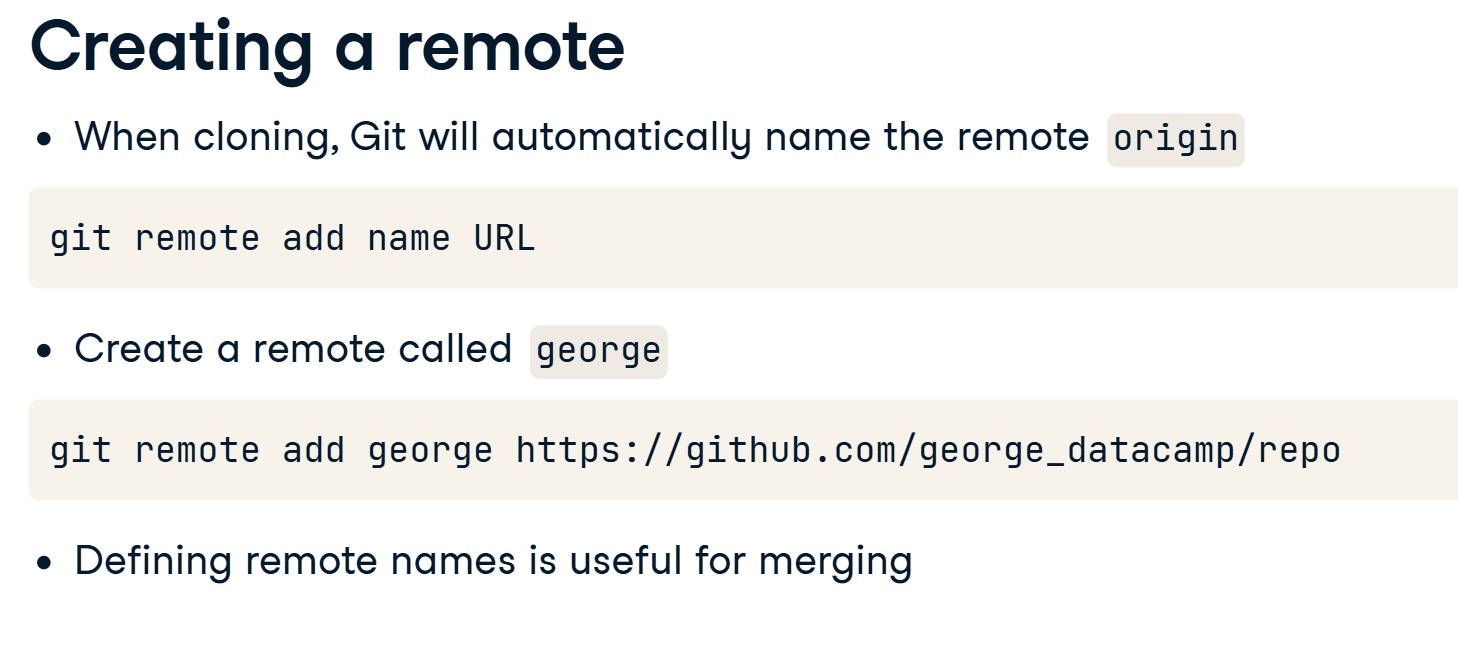 Creating a remote
• When cloning, Git will automatically name the remote origin
git remote add name URL
• Create a remote called george
git remote add george https://github.com/george_datacamp/repo
• Defining remote names is useful for merging